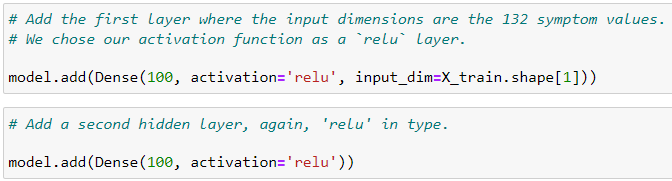 # Add the first layer where the input dimensions are the 132 symptom values.
# We chose our activation function as a `relu` layer.
model.add(Dense(100, activation='relu', input_dim=X_train.shape[1]))
# Add a second hidden layer, again, 'relu' in type.
model.add(Dense(100, activation='relu'))